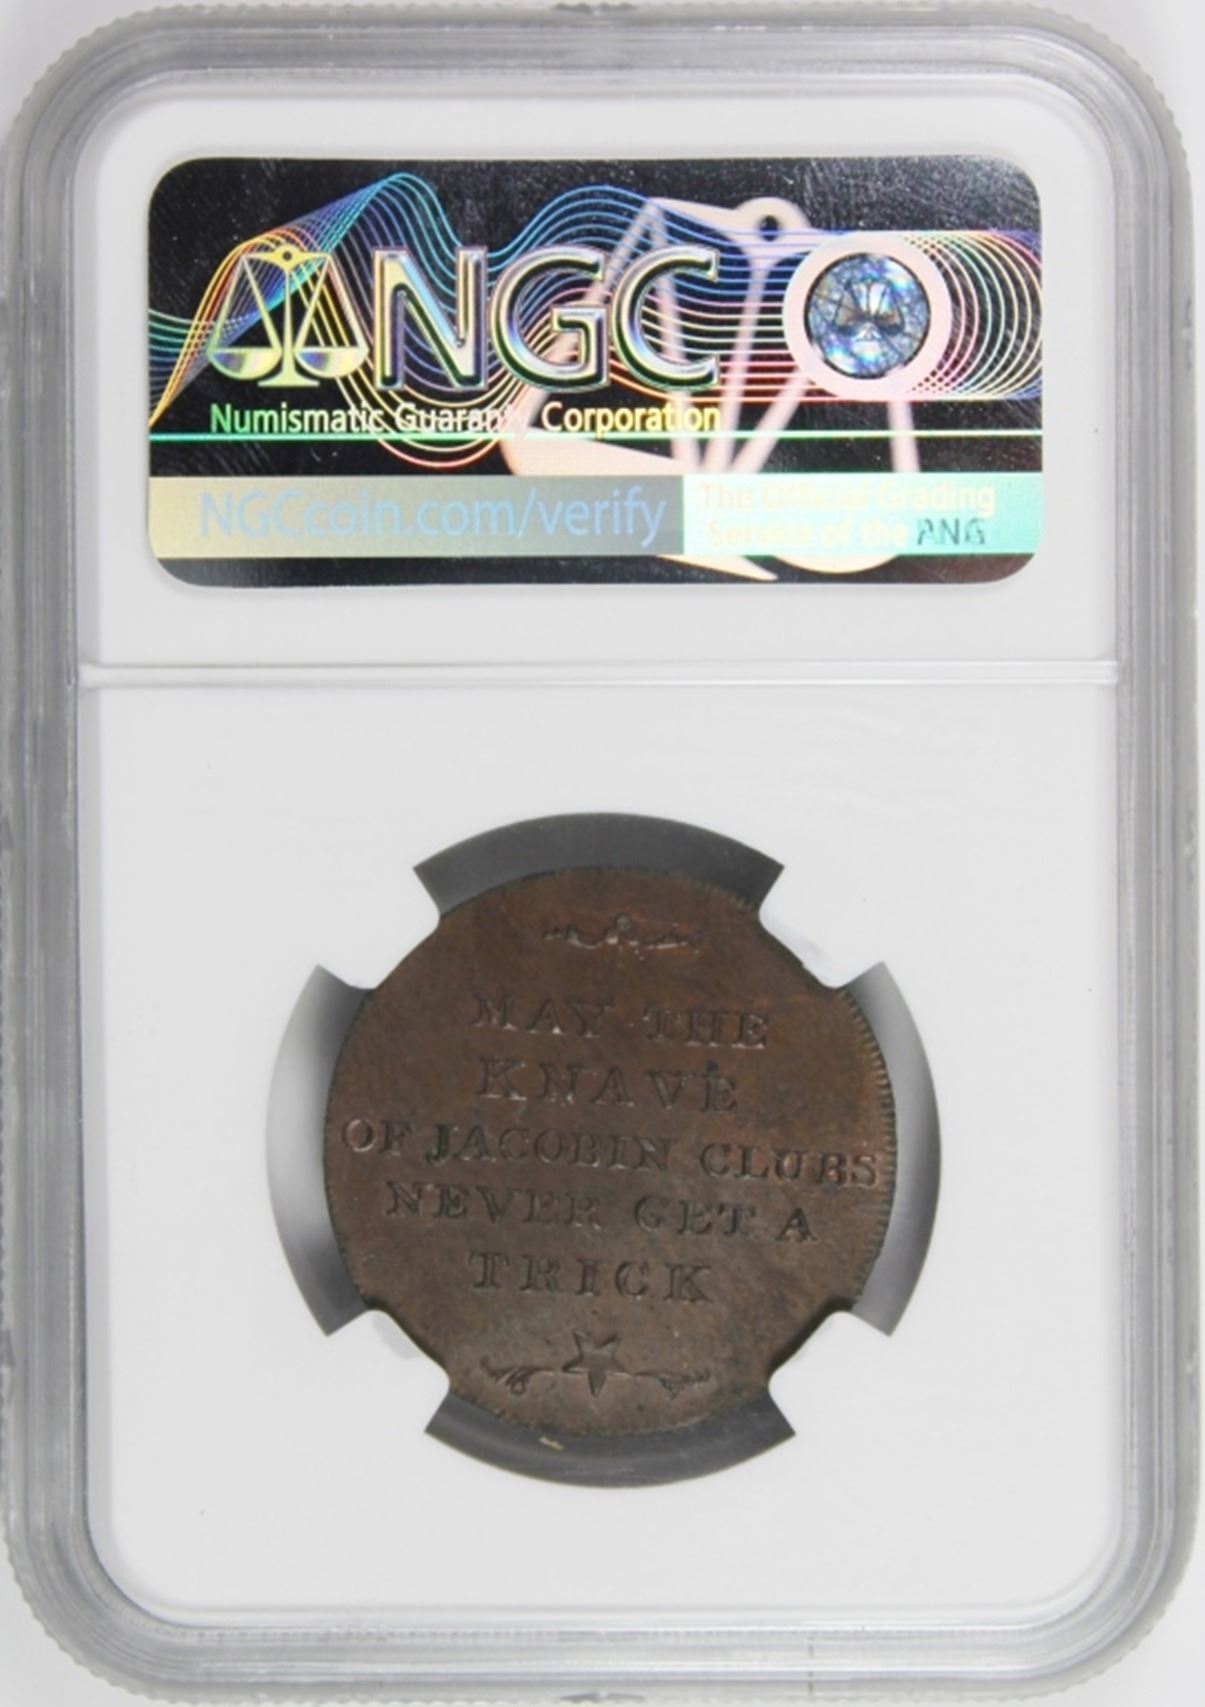 NGC
Numismatic Guaranty Corporation
NGCcoin.com/verify
The Official Grading
Service of the ANG
MAY THE
KNAVE
OF JACOBIN CLUBS
NEVER GET A
TRICK